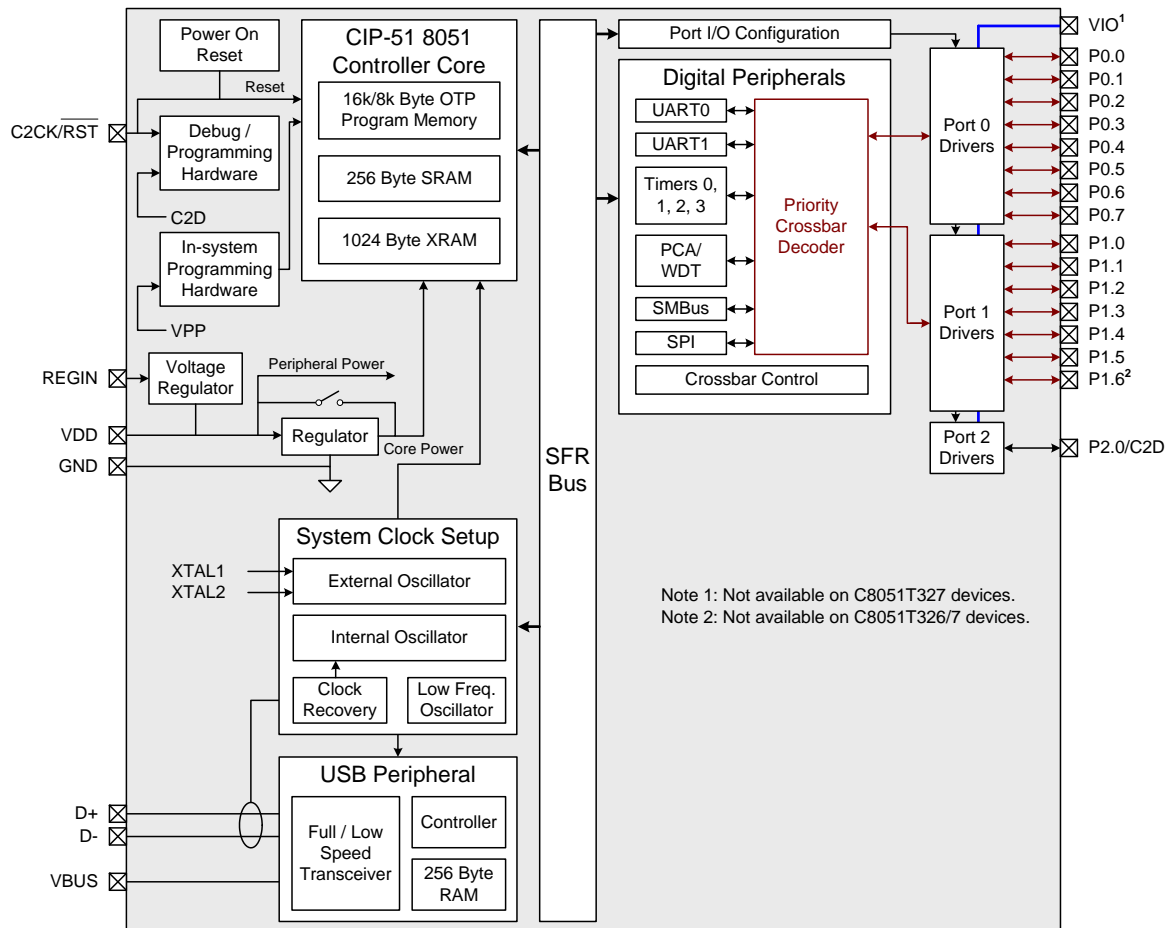 Power On
Reset
Reset
C2CK/RST
Debug /
Programming
Hardware
C2D
In-system
Programming
Hardware
VPP
CIP-51 8051
Controller Core
16k/8k Byte OTP
Program Memory
256 Byte SRAM
1024 Byte XRAM
REGIN
Voltage
Regulator
Peripheral Power
VDD
Regulator
Core Power
GND
System Clock Setup
XTAL1
XTAL2
External Oscillator
Internal Oscillator
Clock
Recovery
Low Freq.
Oscillator
USB Peripheral
D+
D-
VBUS
Full / Low
Speed
Transceiver
Controller
256 Byte
RAM
SFR
Bus
Port I/O Configuration
Digital Peripherals
UART0
UART1
Timers 0,
1, 2, 3
PCA/
WDT
SMBus
SPI
Priority
Crossbar
Decoder
Crossbar Control
Port 0
Drivers
Port 1
Drivers
Port 2
Drivers
VIO¹
P0.0
P0.1
P0.2
P0.3
P0.4
P0.5
P0.6
P0.7
P1.0
P1.1
P1.2
P1.3
P1.4
P1.5
P1.6²
P2.0/C2D
Note 1: Not available on C8051T327 devices.
Note 2: Not available on C8051T326/7 devices.